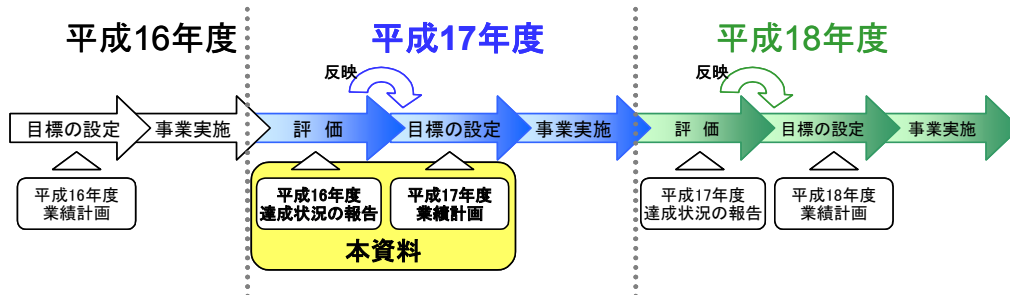 平成16年度
平成17年度
平成18年度
反映
反映
目標の設定
事業実施
評 価
目標の設定
事業実施
評 価
目標の設定
事業実施
平成16年度
業績計画
平成16年度
達成状況の報告
平成17年度
業績計画
平成17年度
達成状況の報告
平成18年度
業績計画
本資料